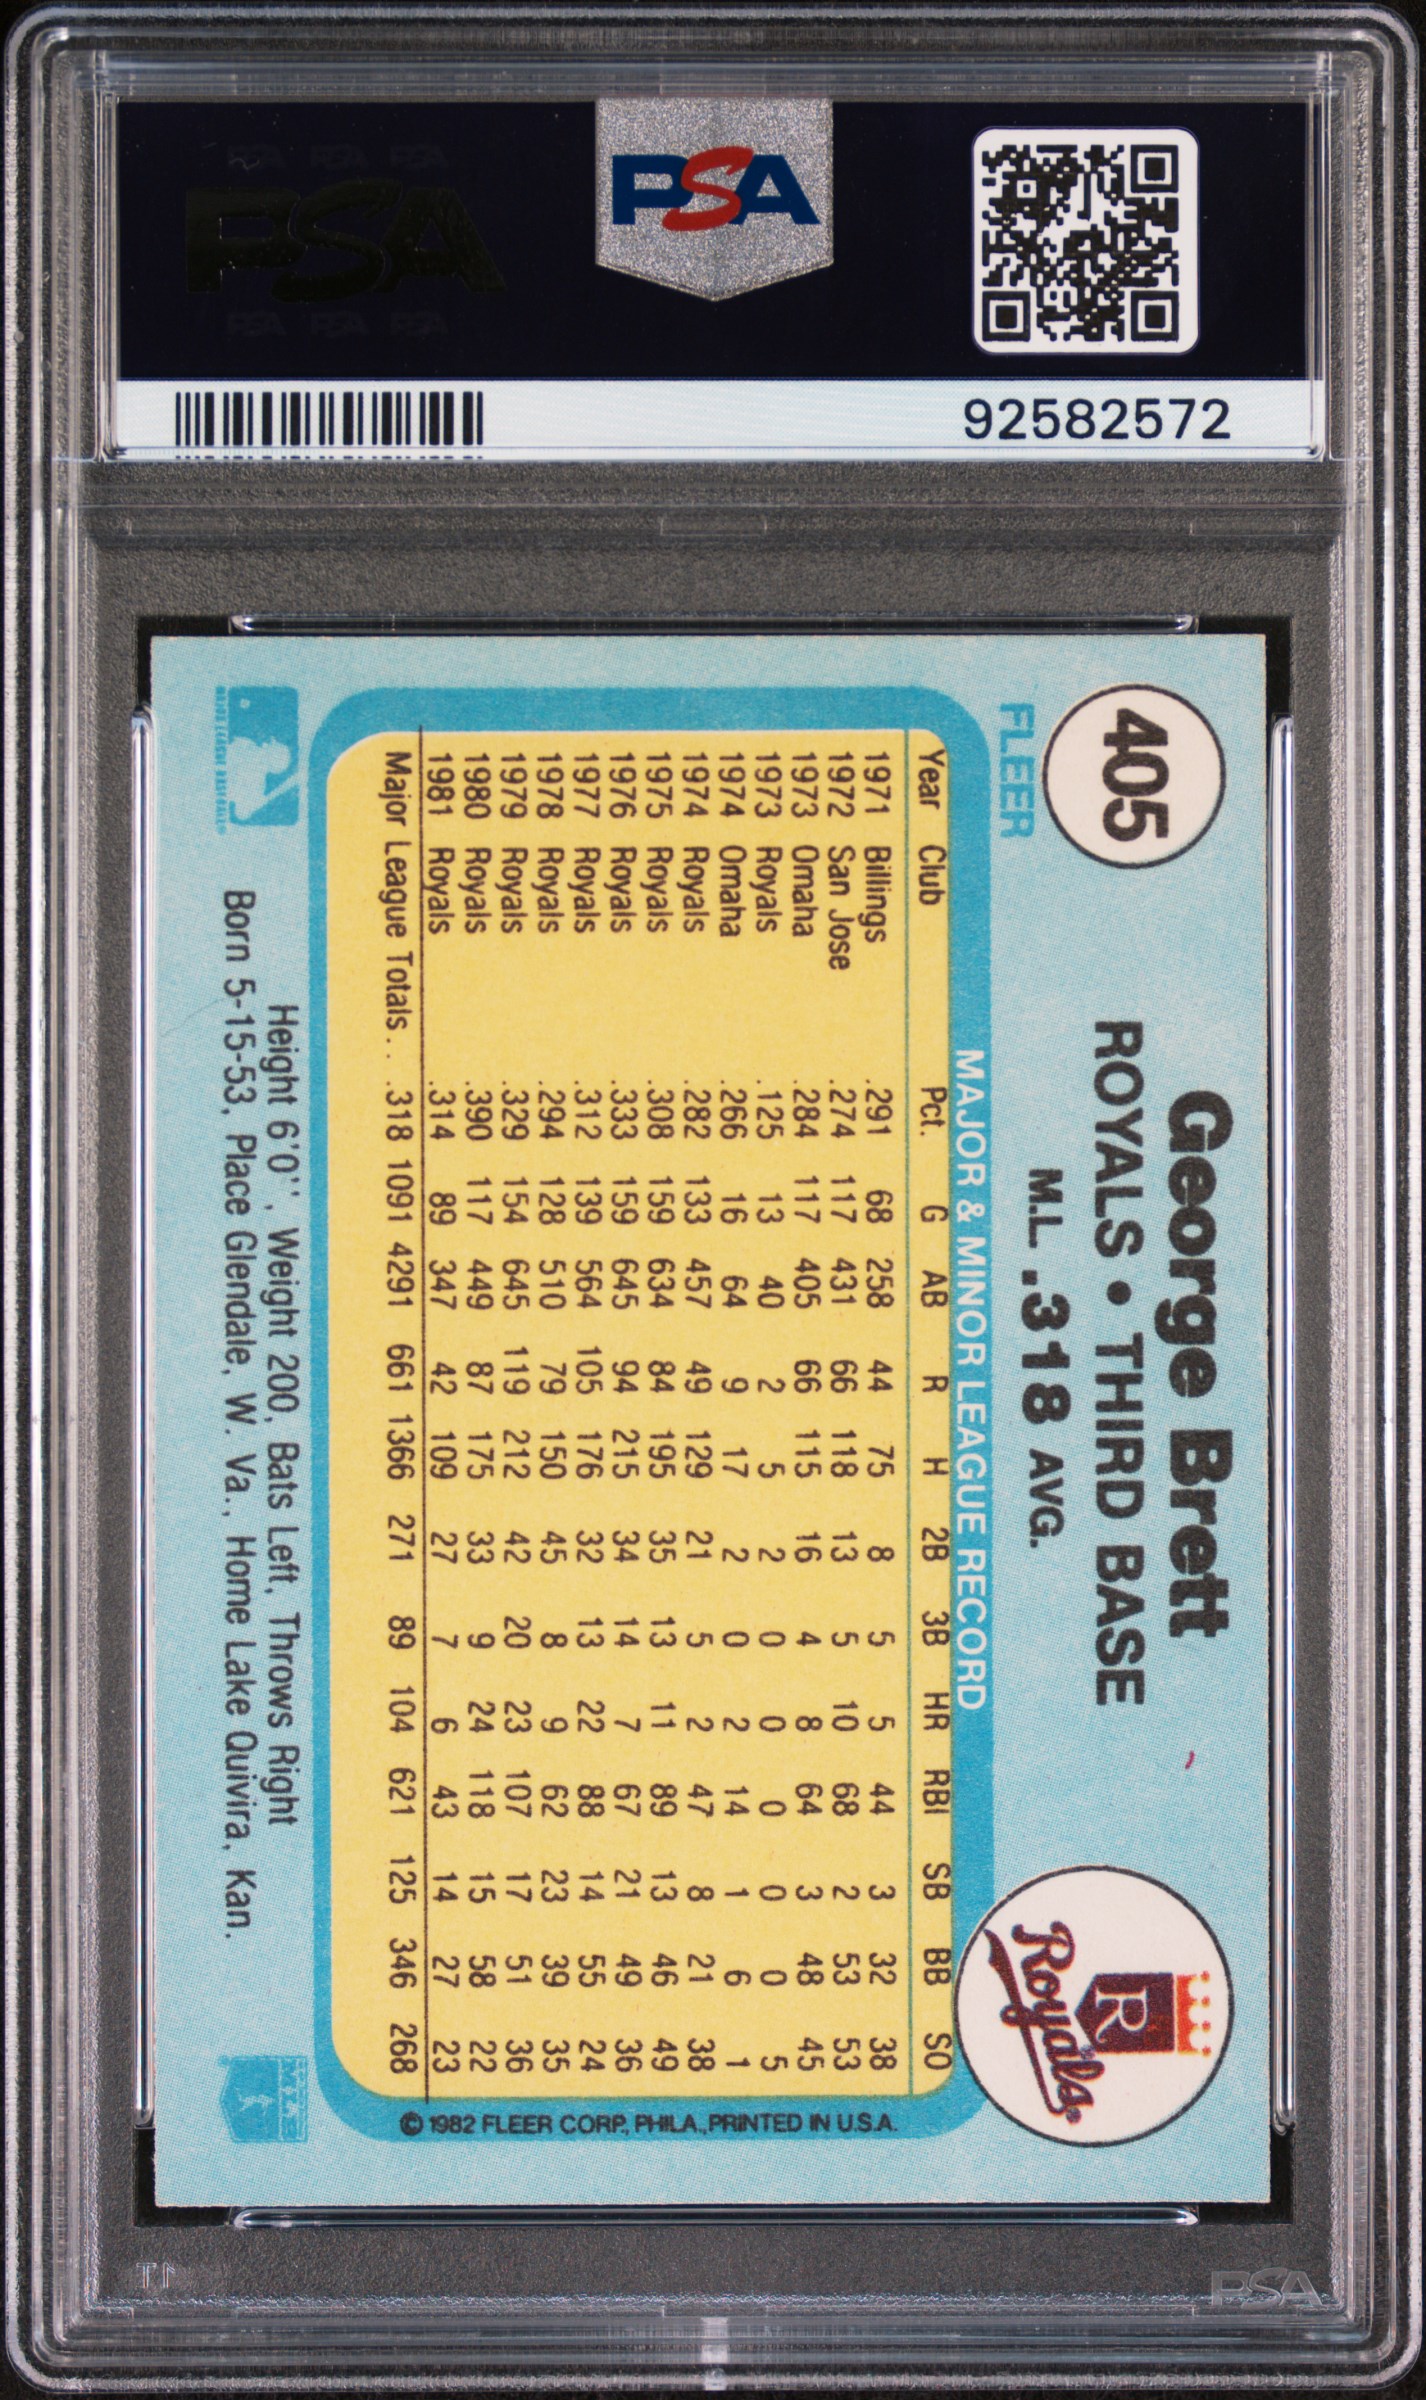 PSA PSA PSA
PSA
PSA PSA PSA
PSA
92582572
405
George Brett
ROYALS • THIRD BASE
M.L. .318 AVG.
FLEER
R
Royals
MAJOR & MINOR LEAGUE RECORD
Year Club Pct. G AB R H 2B 3B HR RBI SB BB SO
1971 Billings .291 68 258 44 75 8 5 5 44 3 32 38
1972 San Jose .274 117 431 66 118 13 5 10 68 2 53 53
1973 Omaha .284 117 405 66 115 16 4 8 64 3 48 45
1973 Royals .125 13 40 2 5 2 0 0 0 0 0 5
1974 Omaha .266 16 64 9 17 2 0 2 14 1 6 1
1974 Royals .282 133 457 49 129 21 5 2 47 8 21 38
1975 Royals .308 159 634 84 195 35 13 11 89 13 46 49
1976 Royals .333 159 645 94 215 34 14 7 67 21 49 36
1977 Royals .312 139 564 105 176 32 13 22 88 14 55 24
1978 Royals .294 128 510 79 150 45 8 9 62 23 39 35
1979 Royals .329 154 645 119 212 42 20 23 107 17 51 36
1980 Royals .390 117 449 87 175 33 9 24 118 15 58 22
1981 Royals .314 89 347 42 109 27 7 6 43 14 27 23
Major League Totals. . .318 1091 4291 661 1366 271 89 104 621 125 346 268
© 1982 FLEER CORP., PHILA., PRINTED IN U.S.A.
Height 6'0'', Weight 200, Bats Left, Throws Right
Born 5-15-53, Place Glendale, W. Va., Home Lake Quivira, Kan.
PSA